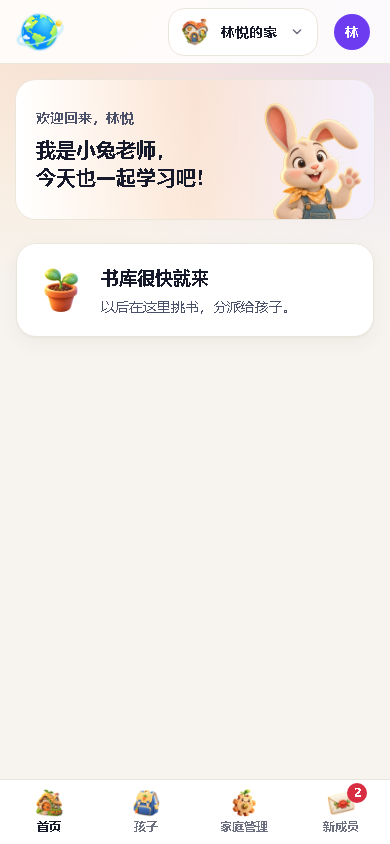 林悦的家
林
欢迎回来，林悦
我是小兔老师，
今天也一起学习吧!
书库很快就来
以后在这里挑书，分派给孩子。
首页
孩子
家庭管理
2
新成员